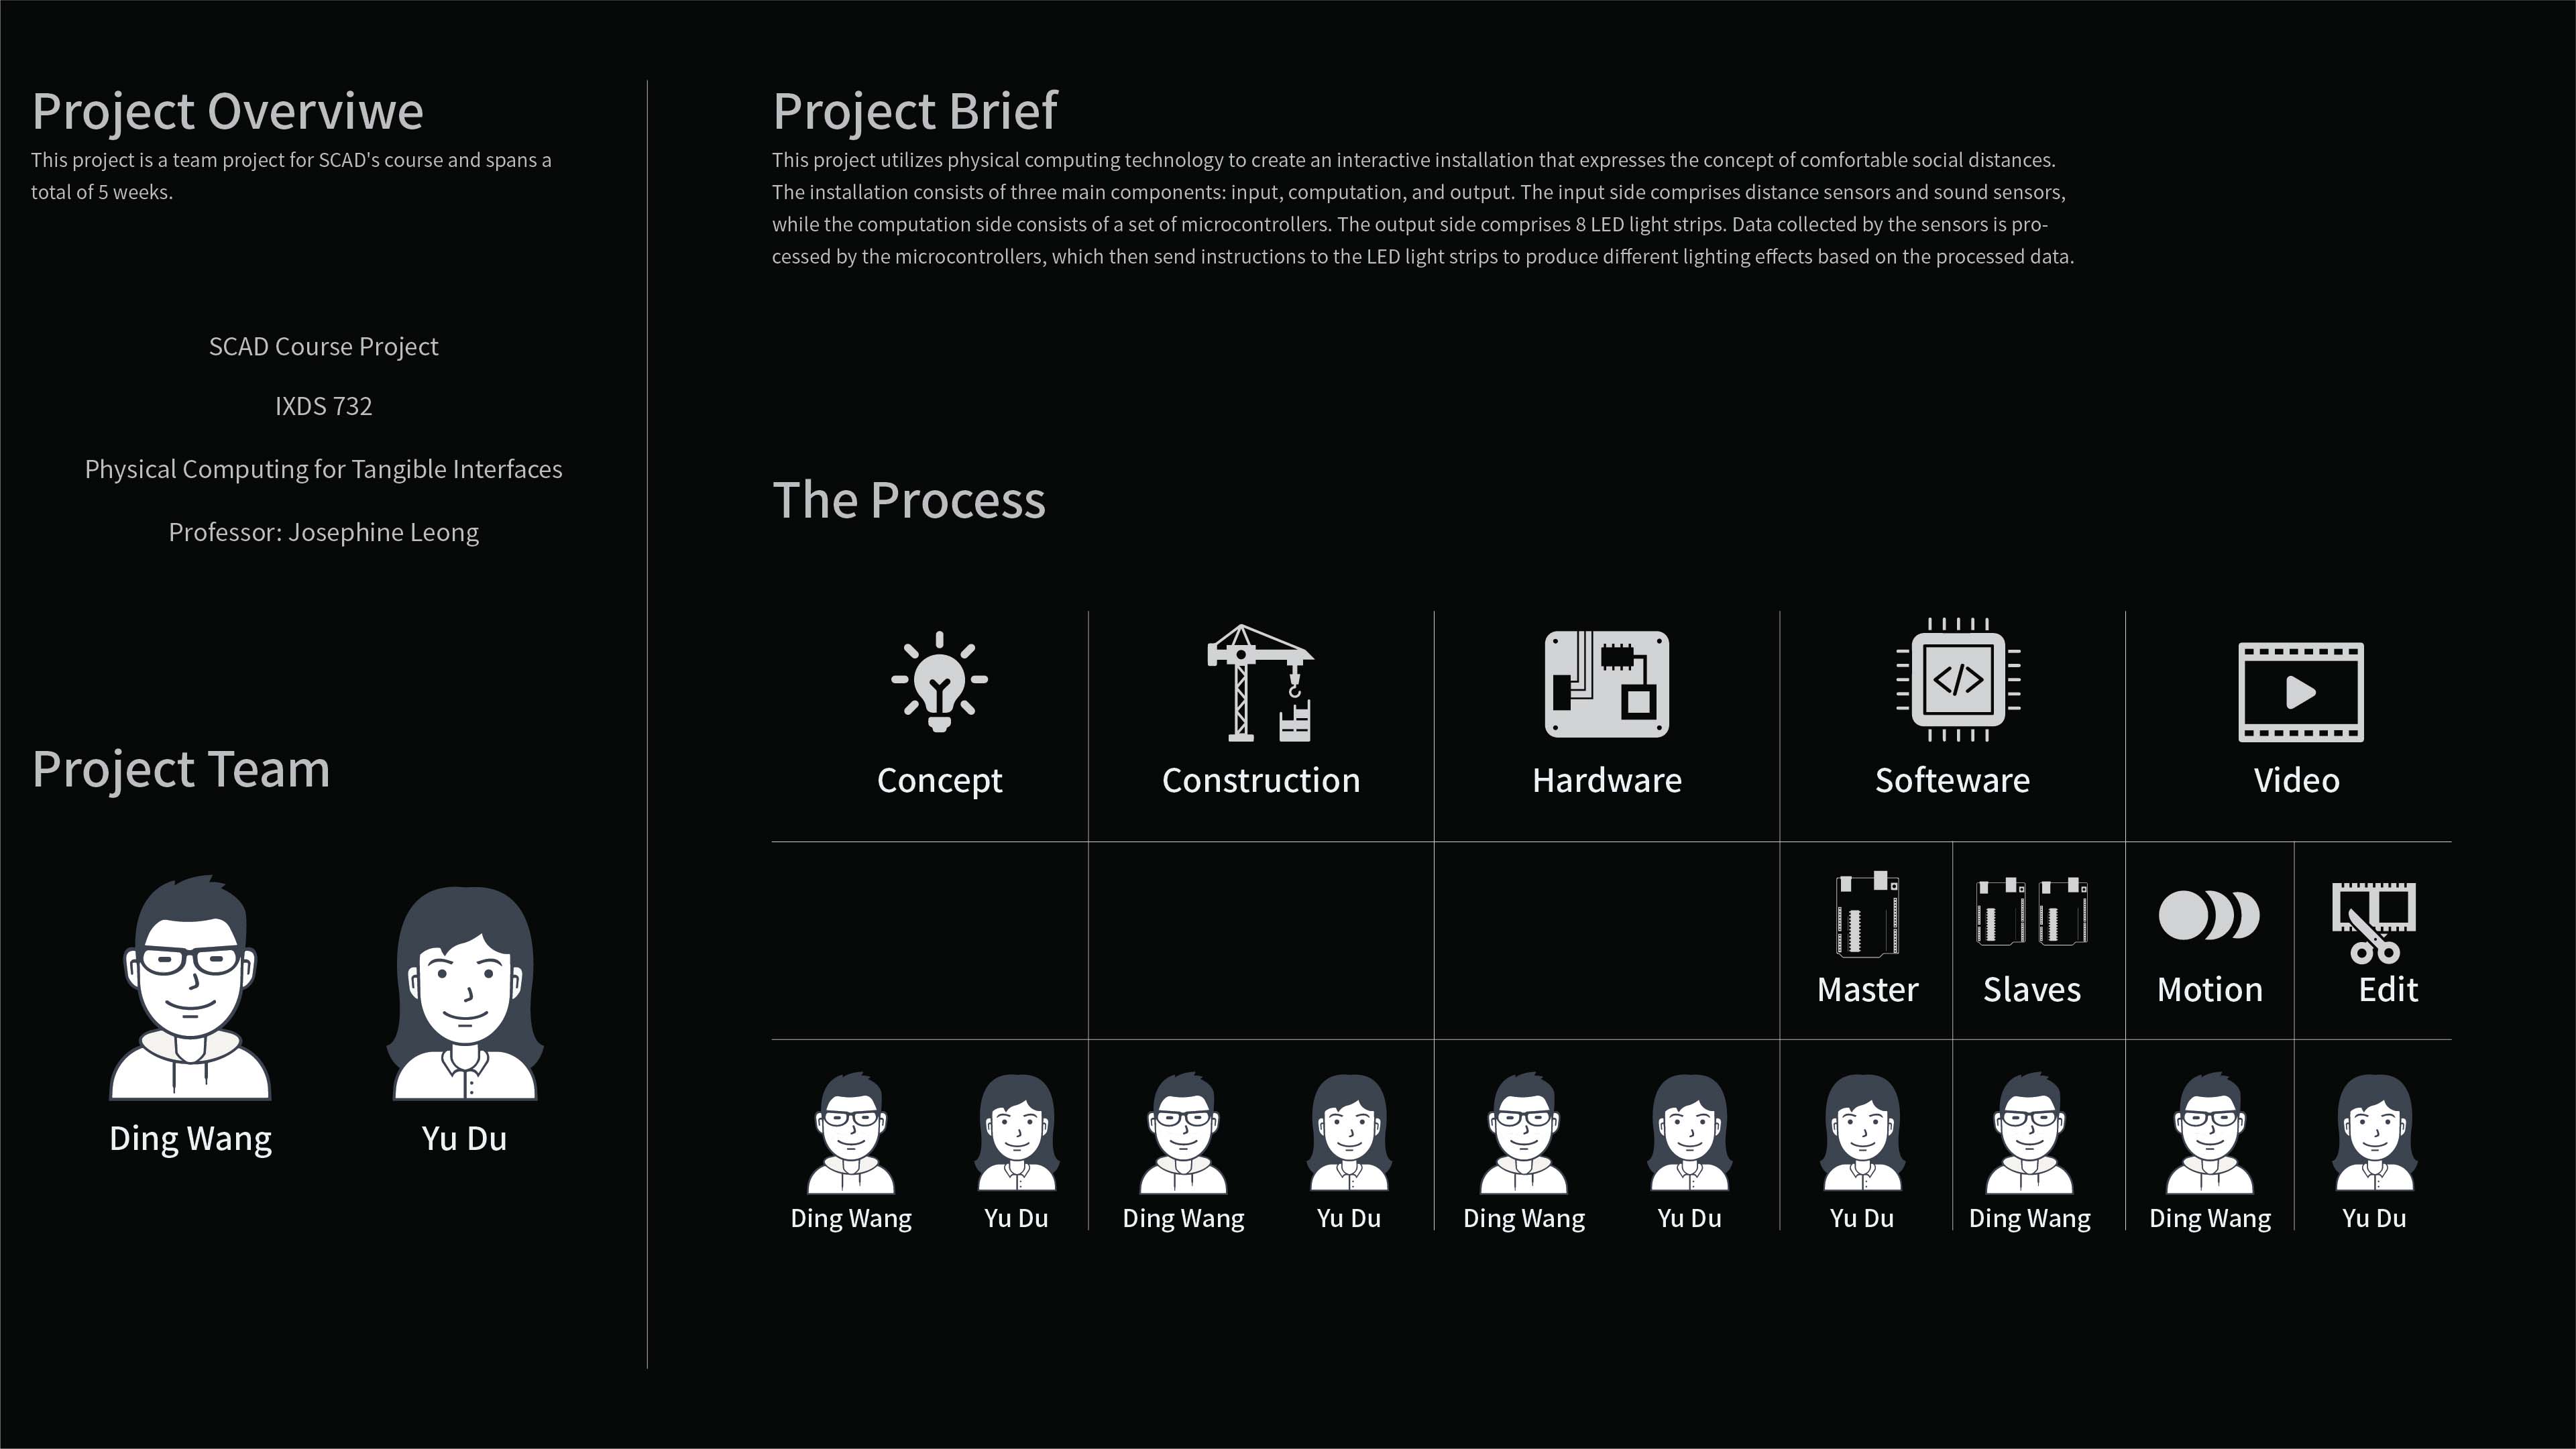 Project Overviwe
This project is a team project for SCAD's course and spans a
total of 5 weeks.
SCAD Course Project
IXDS 732
Physical Computing for Tangible Interfaces
Professor: Josephine Leong
Project Team
Ding Wang
Yu Du
Project Brief
This project utilizes physical computing technology to create an interactive installation that expresses the concept of comfortable social distances.
The installation consists of three main components: input, computation, and output. The input side comprises distance sensors and sound sensors,
while the computation side consists of a set of microcontrollers. The output side comprises 8 LED light strips. Data collected by the sensors is pro-
cessed by the microcontrollers, which then send instructions to the LED light strips to produce different lighting effects based on the processed data.
The Process
Concept
Construction
Hardware
Softeware
Video
Master
Slaves
Motion
Edit
Ding Wang
Yu Du
Ding Wang
Yu Du
Ding Wang
Yu Du
Yu Du
Ding Wang
Ding Wang
Yu Du